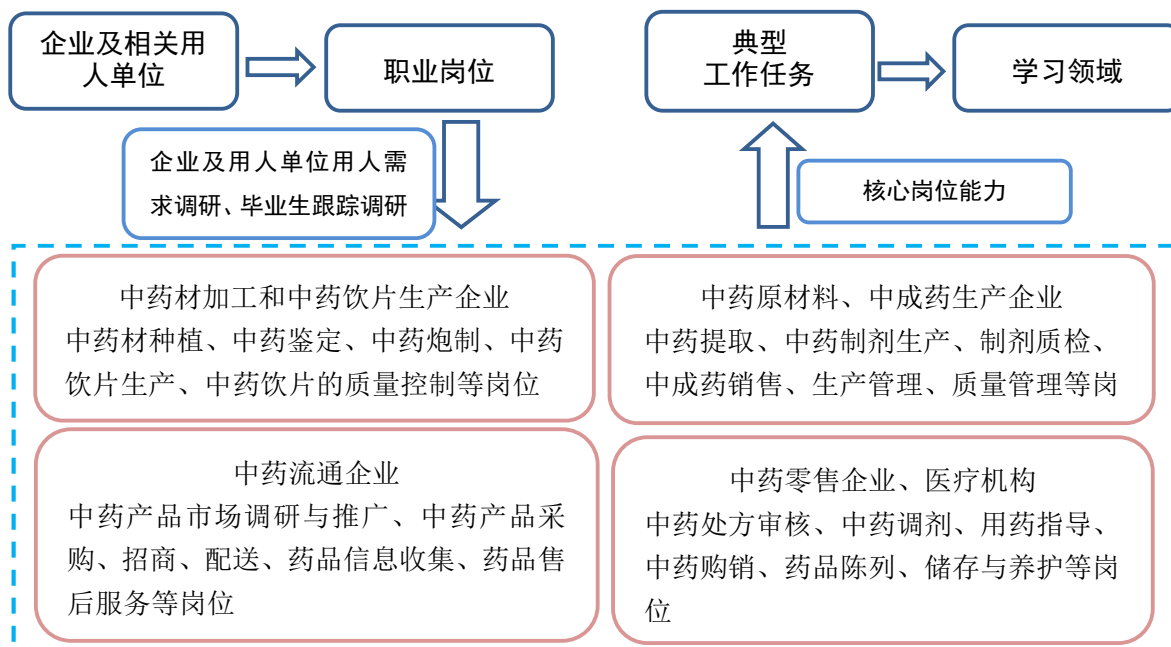 企业及相关用
人单位
职业岗位
典型
工作任务
学习领域
企业及用人单位用人需
求调研、毕业生跟踪调研
核心岗位能力
中药材加工和中药饮片生产企业
中药材种植、中药鉴定、中药炮制、中药
饮片生产、中药饮片的质量控制等岗位
中药原材料、中成药生产企业
中药提取、中药制剂生产、制剂质检、
中成药销售、生产管理、质量管理等岗
中药流通企业
中药产品市场调研与推广、中药产品采
购、招商、配送、药品信息收集、药品售
后服务等岗位
中药零售企业、医疗机构
中药处方审核、中药调剂、用药指导、
中药购销、药品陈列、储存与养护等岗
位